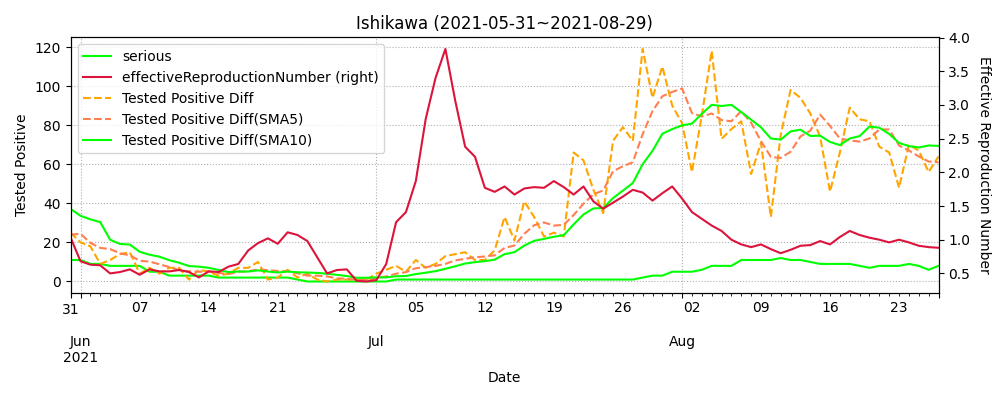 Ishikawa (2021-05-31~2021-08-29)
serious
effectiveReproductionNumber (right)
Tested Positive Diff
Tested Positive Diff(SMA5)
Tested Positive Diff(SMA10)
Tested Positive
120
100
80
60
40
20
0
4.0
3.5
3.0
2.5
2.0
1.5
1.0
0.5
Effective Reproduction Number
31 07 14 21 28 05 12 19 26 02 09 16 23
Jun Jul Aug
2021
Date